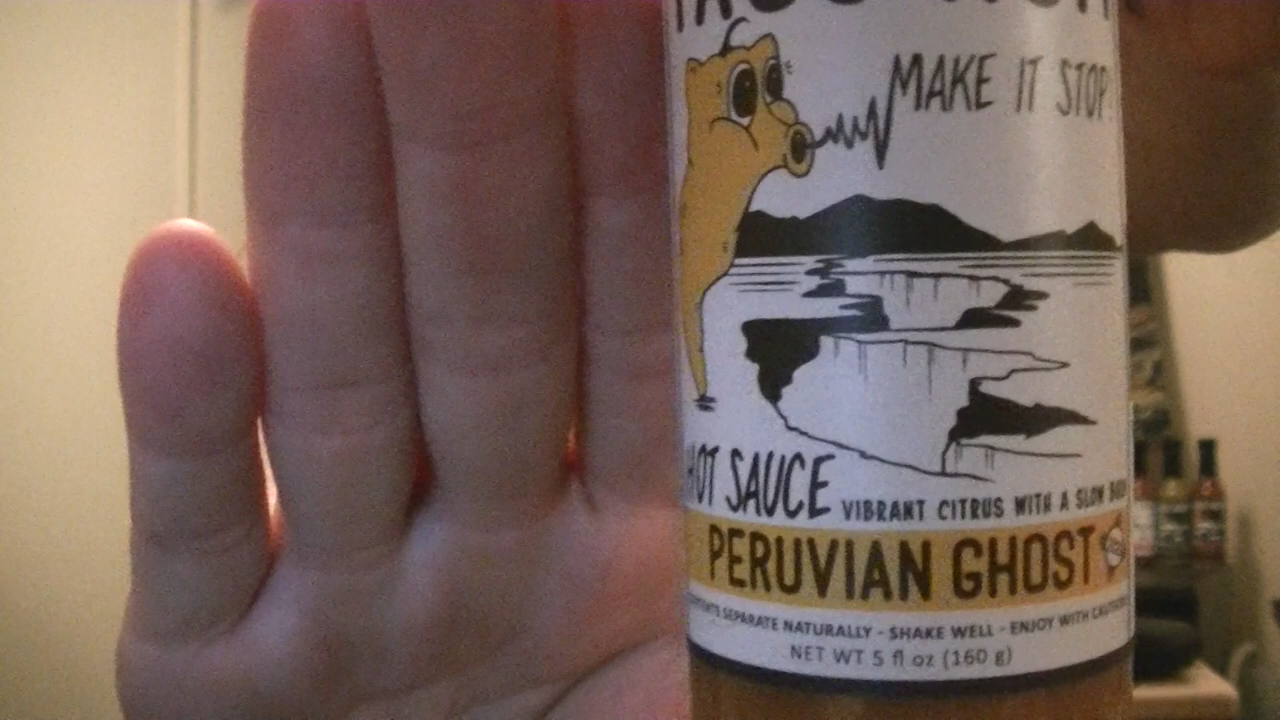 MAKE IT STOP!
HOT SAUCE
VIBRANT CITRUS WITH A SLOW
PERUVIAN GHOST
SEPARATE NATURALLY - SHAKE WELL - ENJOY WITH
NET WT 5 fl oz (160 g)